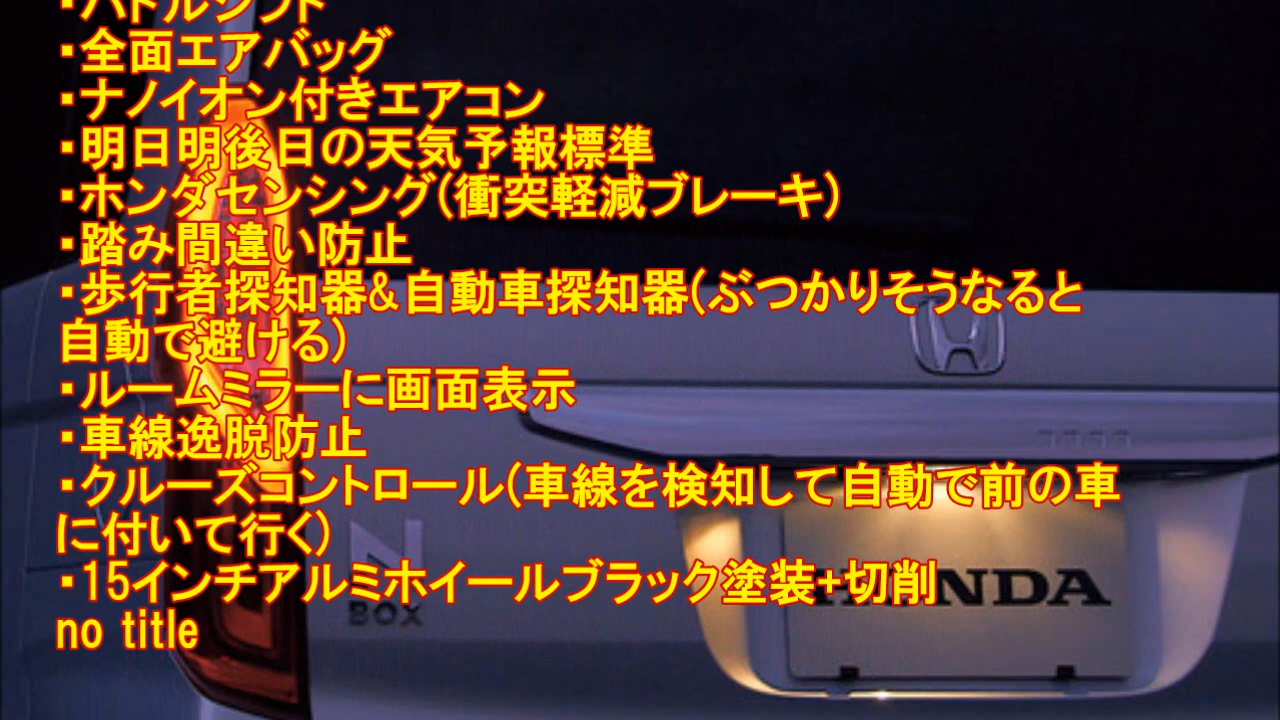 ・パドルシフト
・全面エアバッグ
・ナノイオン付きエアコン
・明日明後日の天気予報標準
・ホンダセンシング(衝突軽減ブレーキ)
・踏み間違い防止
・歩行者探知器&自動車探知器(ぶつかりそうなると
自動で避ける)
・ルームミラーに画面表示
・車線逸脱防止
・クルーズコントロール(車線を検知して自動で前の車
に付いて行く)
・15インチアルミホイールブラック塗装+切削
no title
N
BOX
HONDA